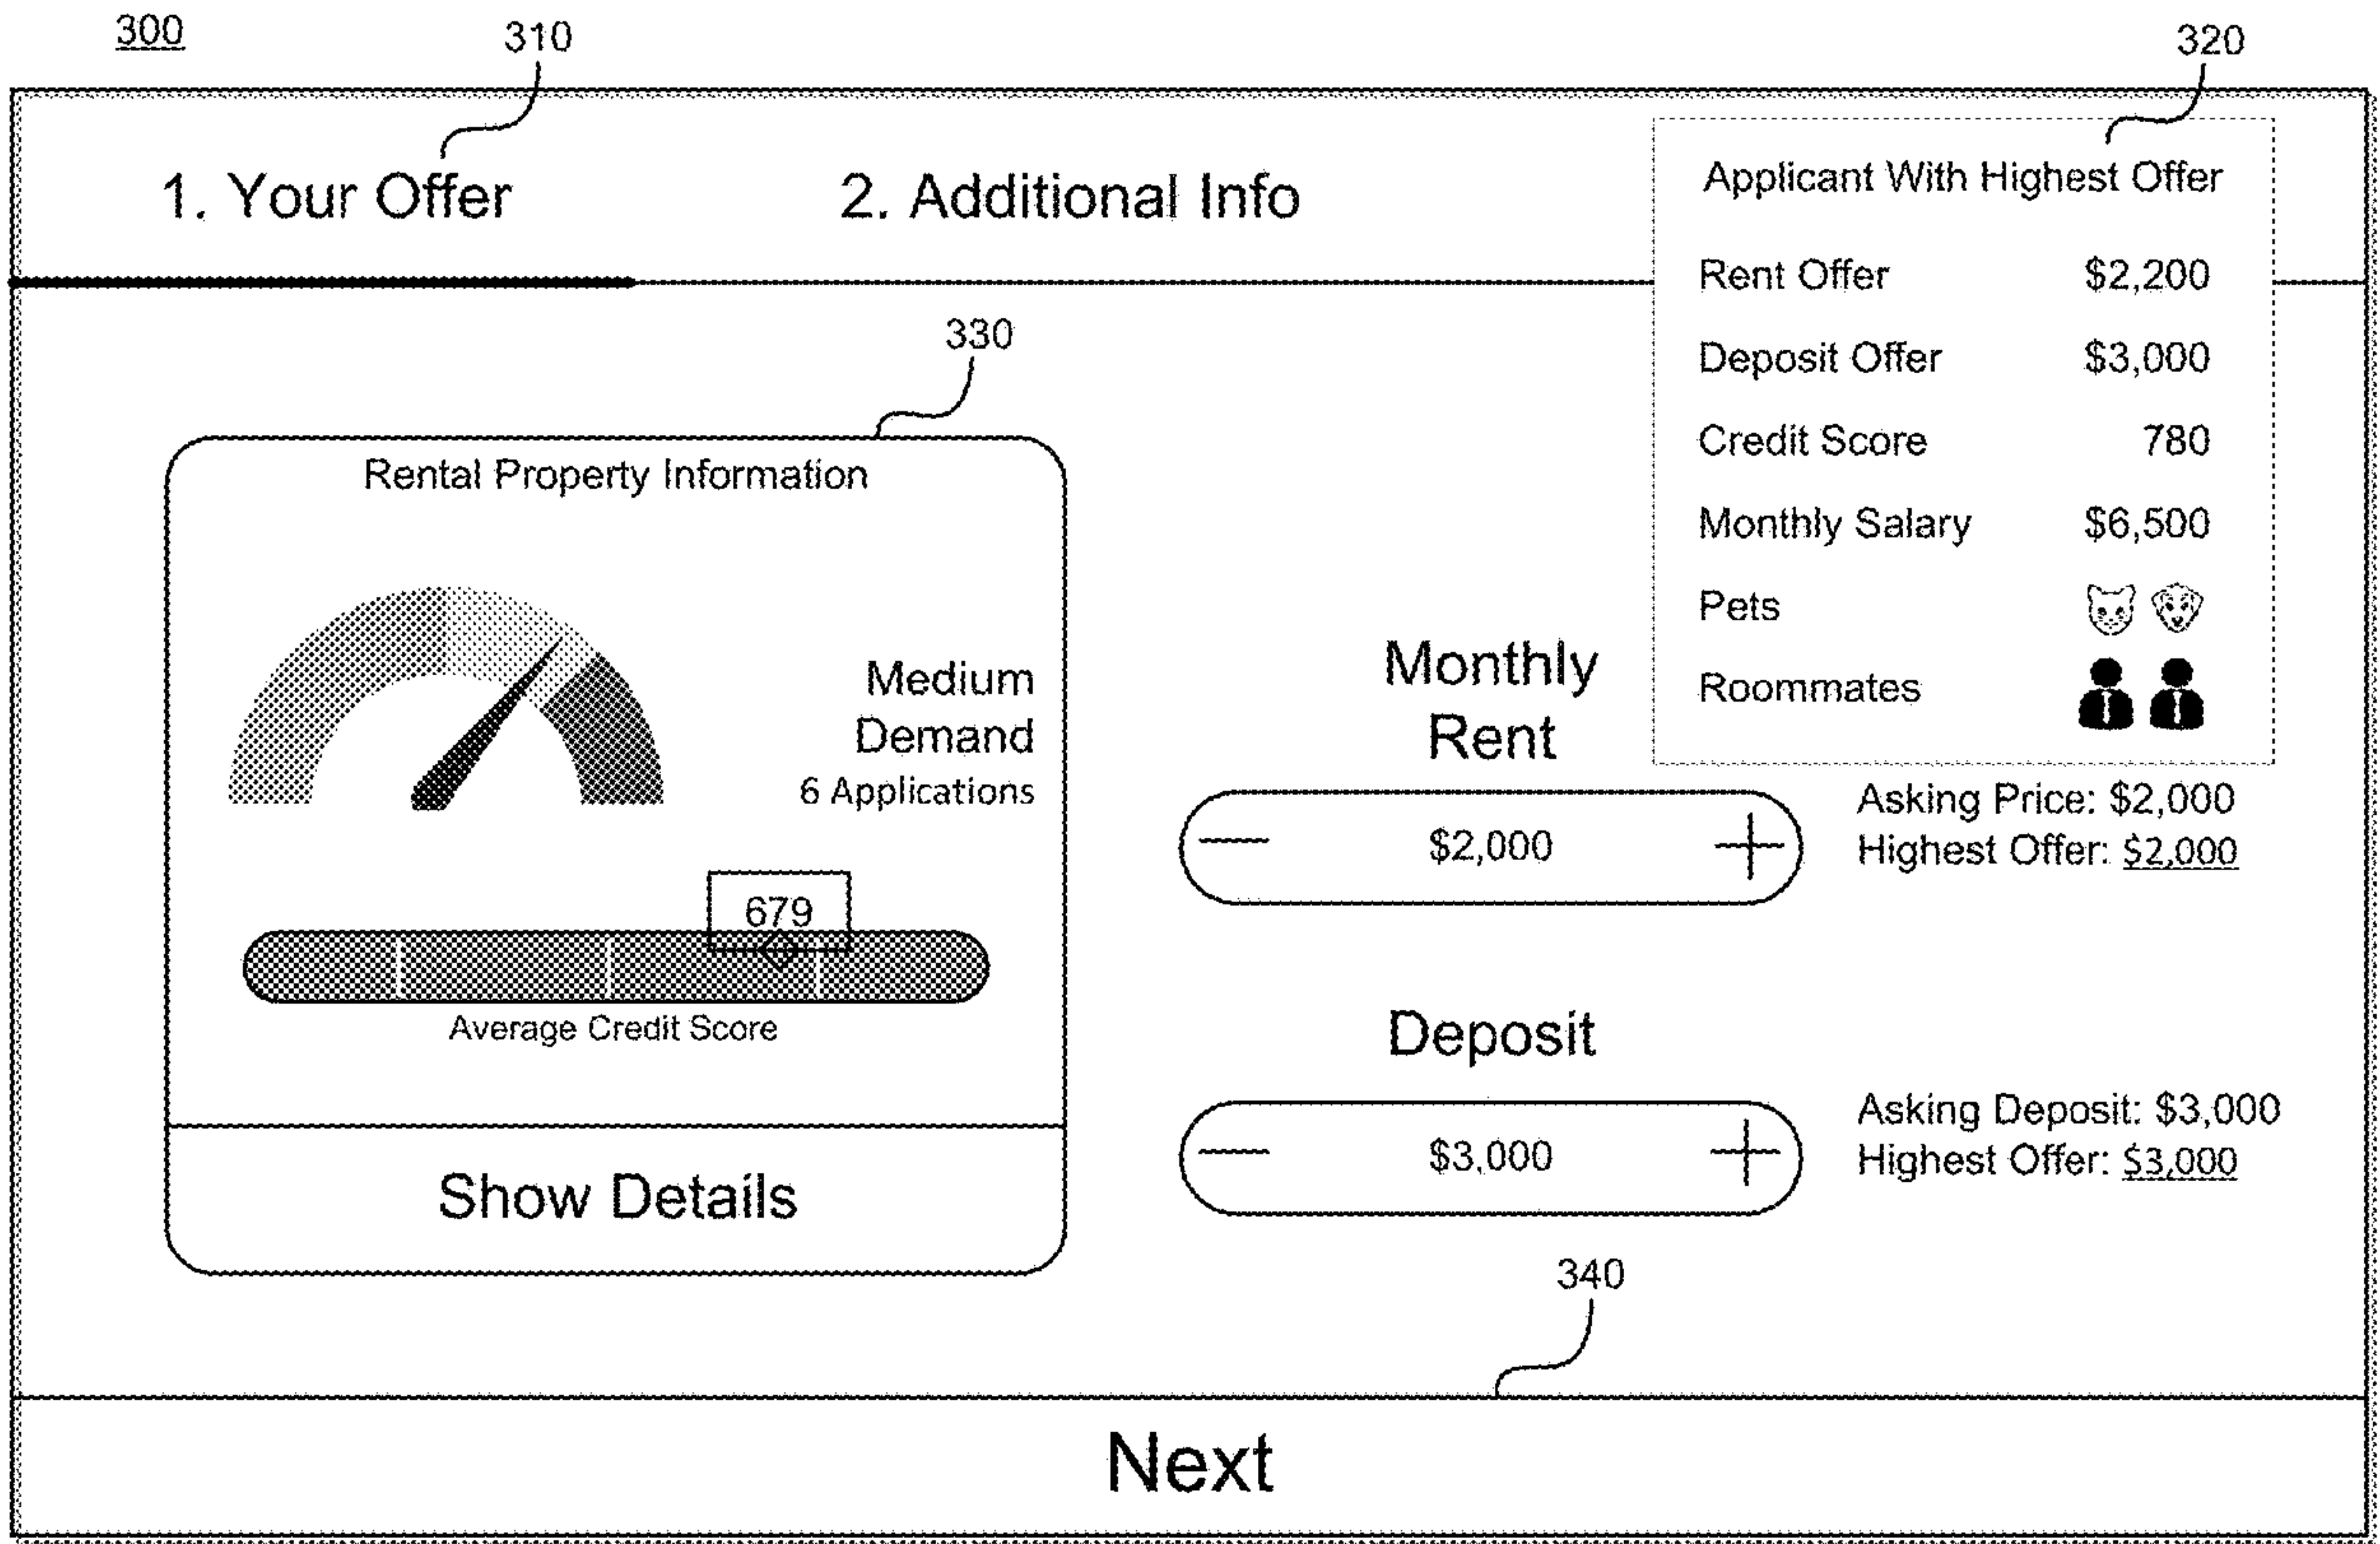 300
310
320
1. Your Offer
2. Additional Info
Applicant With Highest Offer
Rent Offer $2,200
Deposit Offer $3,000
Credit Score 780
Monthly Salary $6,500
Pets
Roommates
330
Rental Property Information
Medium
Demand
6 Applications
679
Average Credit Score
Show Details
Monthly
Rent
$2,000
Asking Price: $2,000
Highest Offer: $2,000
Deposit
$3,000
Asking Deposit: $3,000
Highest Offer: $3,000
340
Next